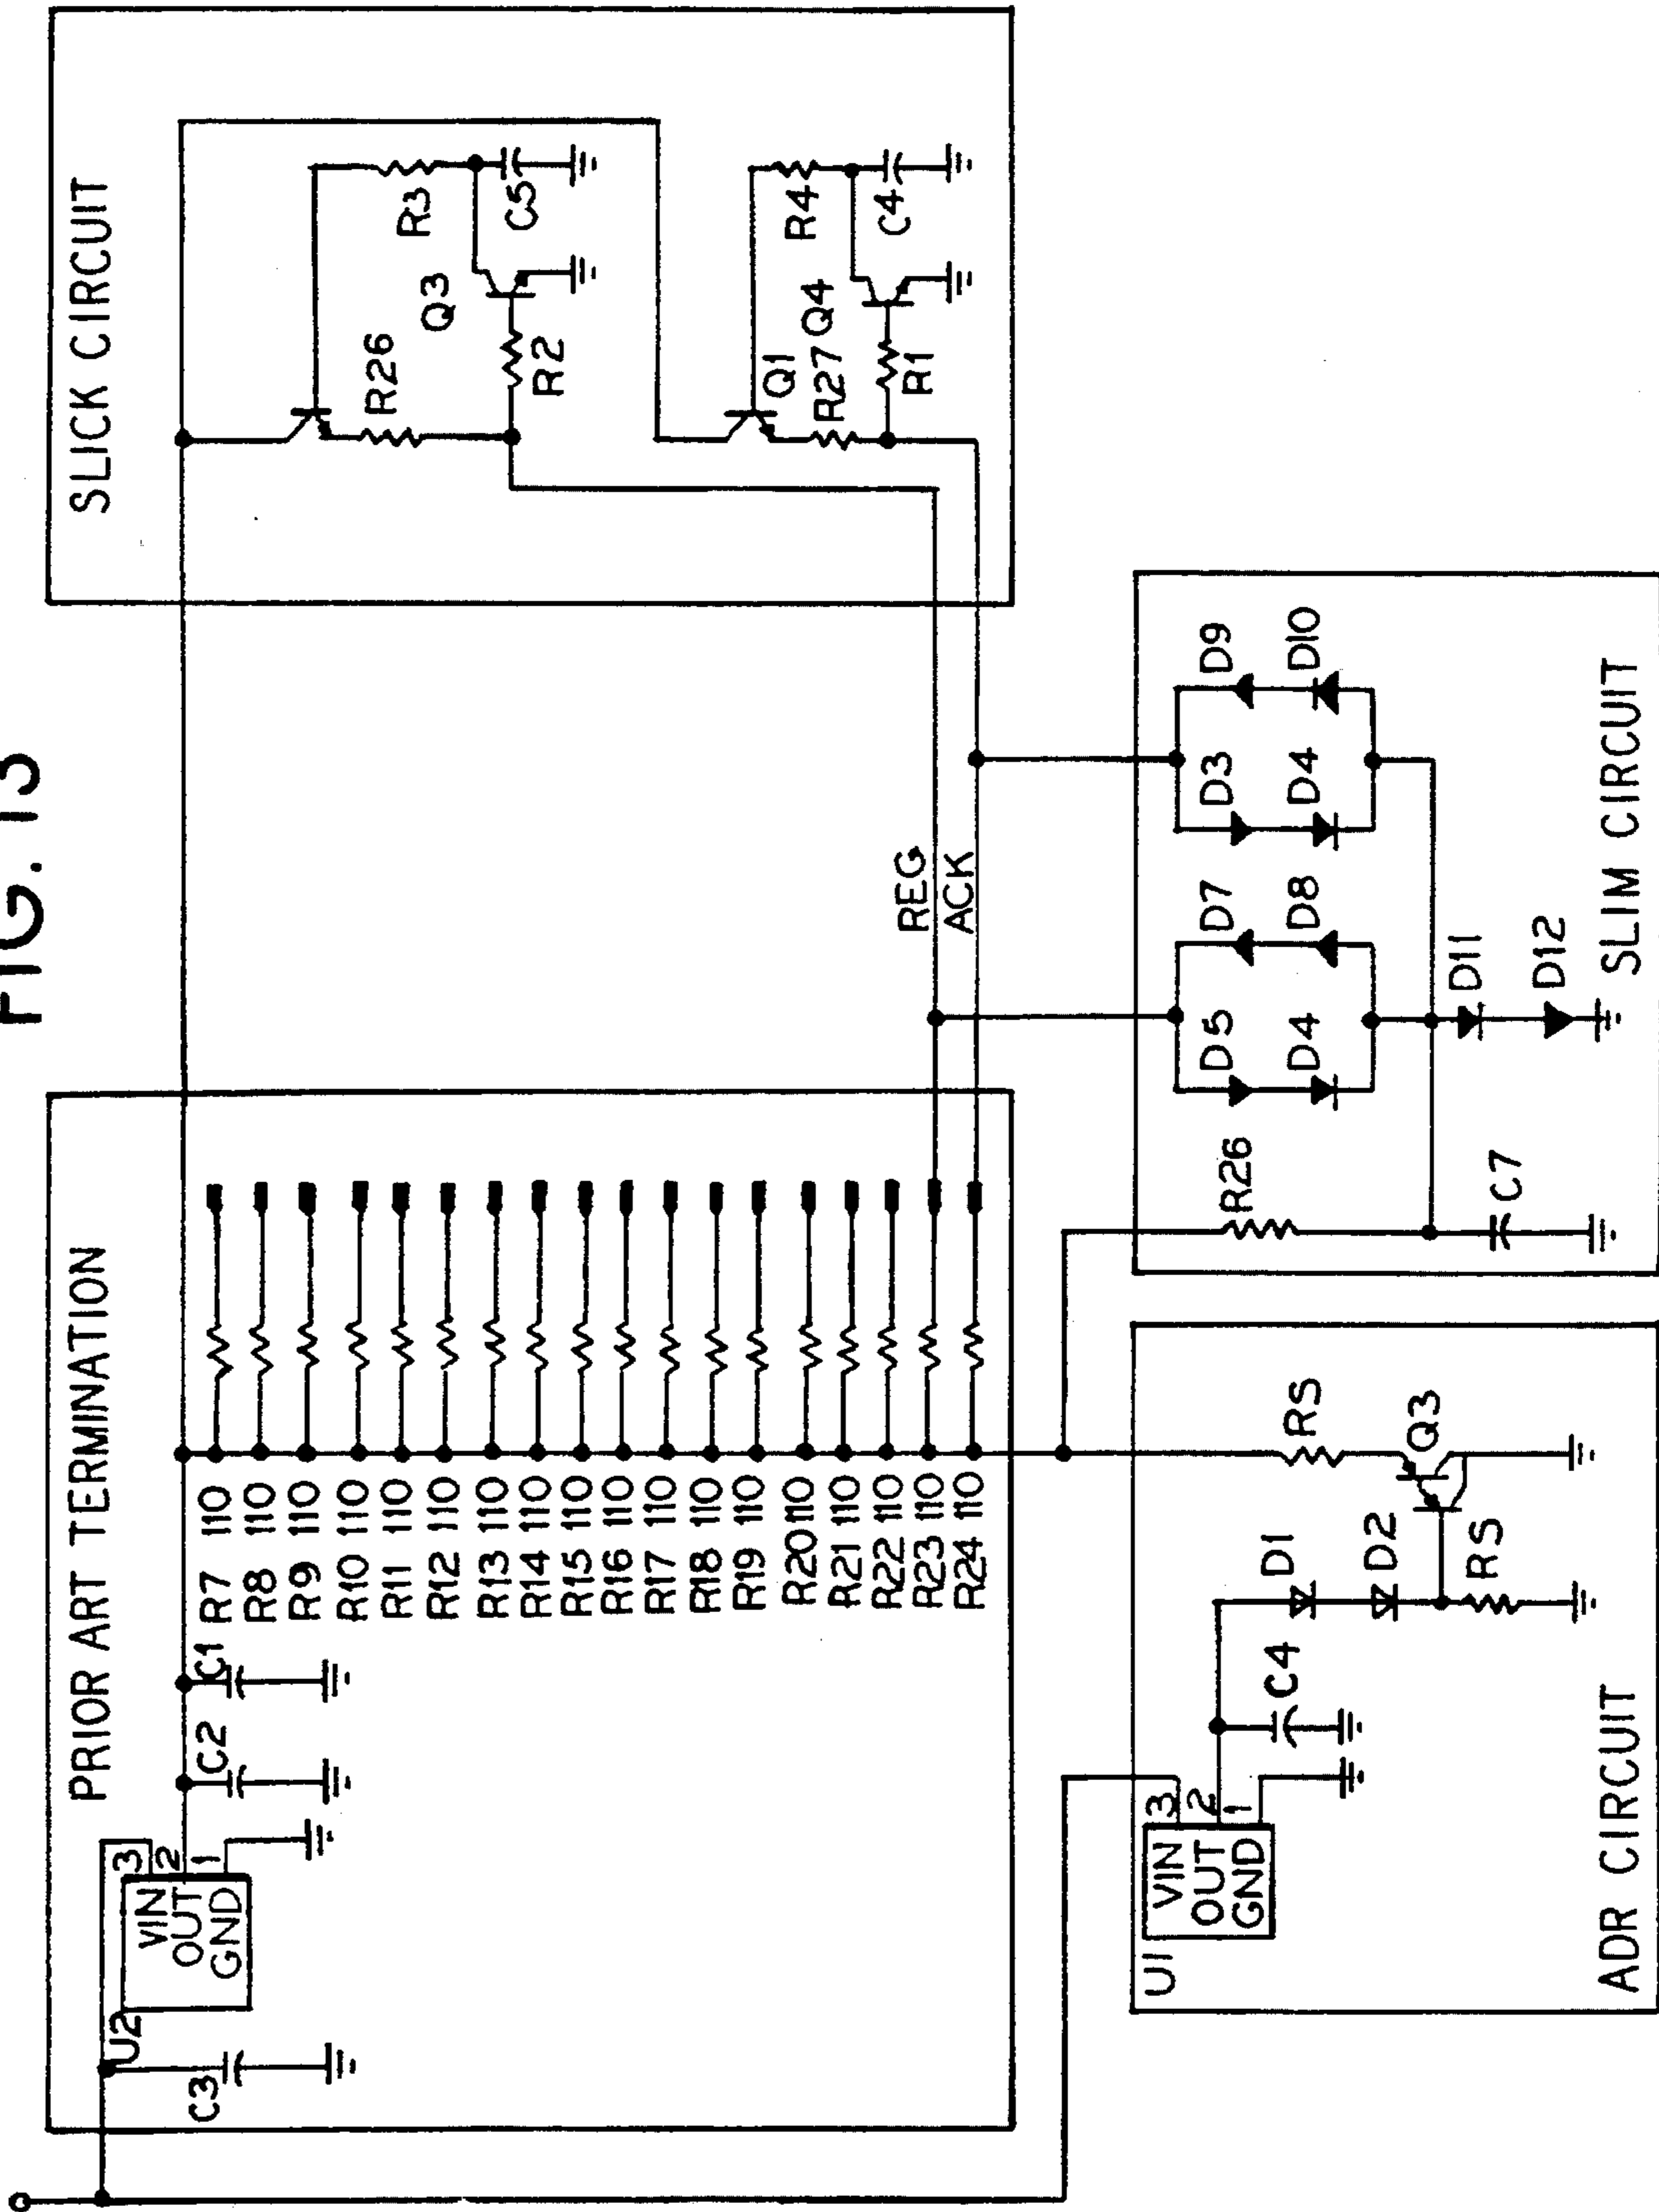 FIG. 13
PRIOR ART TERMINATION
U2
VIN 3
OUT 2
GND 1
C3
C2
C1
R7 110
R8 110
R9 110
R10 110
R11 110
R12 110
R13 110
R14 110
R15 110
R16 110
R17 110
R18 110
R19 110
R20 110
R21 110
R22 110
R23 110
R24 110
SLICK CIRCUIT
R26
R3
Q3
C5
R2
Q1
R4
R27
Q4
C4
R1
REG
ACK
ADR CIRCUIT
U1
VIN 3
OUT 2
GND 1
C4
D1
D2
RS
RS
Q3
SLIM CIRCUIT
R26
C7
D5
D7
D4
D8
D3
D9
D4
D10
D11
D12